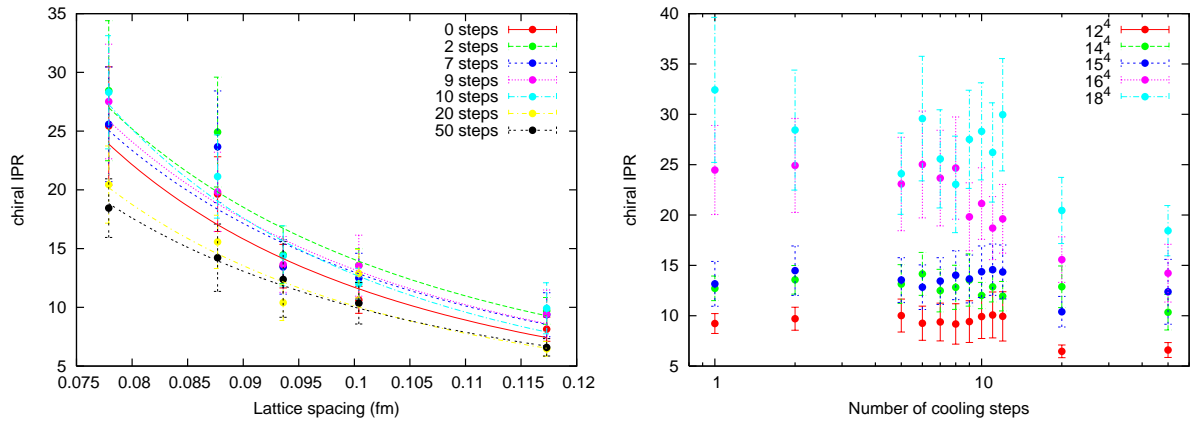 35
30
25
20
15
10
5
0.075
0.08
0.085
0.09
0.095
0.1
0.105
0.11
0.115
0.12
chiral IPR
Lattice spacing (fm)
0 steps
2 steps
7 steps
9 steps
10 steps
20 steps
50 steps
40
35
30
25
20
15
10
5
1
10
chiral IPR
Number of cooling steps
12^4
14^4
15^4
16^4
18^4